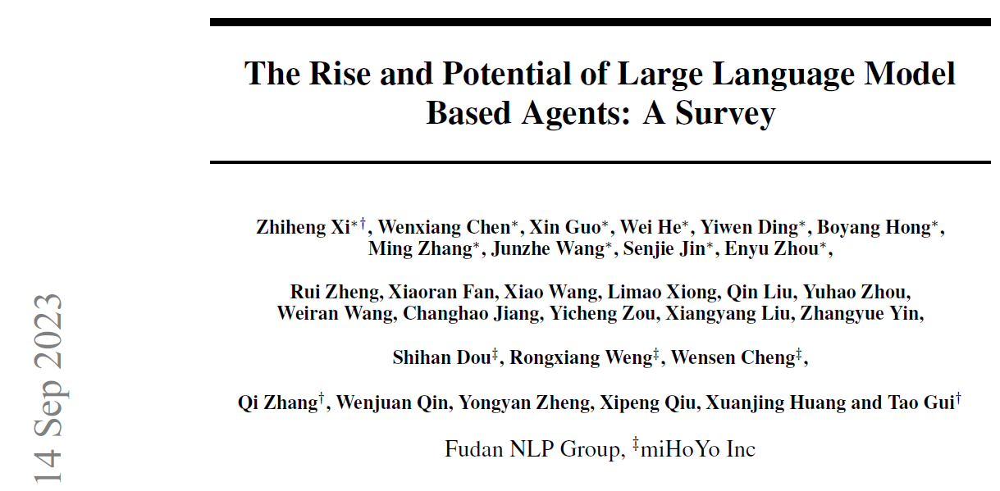 The Rise and Potential of Large Language Model
Based Agents: A Survey
Zhiheng Xi∗†, Wenxiang Chen∗, Xin Guo∗, Wei He∗, Yiwen Ding∗, Boyang Hong∗,
Ming Zhang∗, Junzhe Wang∗, Senjie Jin∗, Enyu Zhou∗,
Rui Zheng, Xiaoran Fan, Xiao Wang, Limao Xiong, Qin Liu, Yuhao Zhou,
Weiran Wang, Changhao Jiang, Yicheng Zou, Xiangyang Liu, Zhangyue Yin,
Shihan Dou‡, Rongxiang Weng‡, Wensen Cheng‡,
Qi Zhang†, Wenjuan Qin, Yongyan Zheng, Xipeng Qiu, Xuanjing Huang and Tao Gui†
Fudan NLP Group, ‡miHoYo Inc
14 Sep 2023